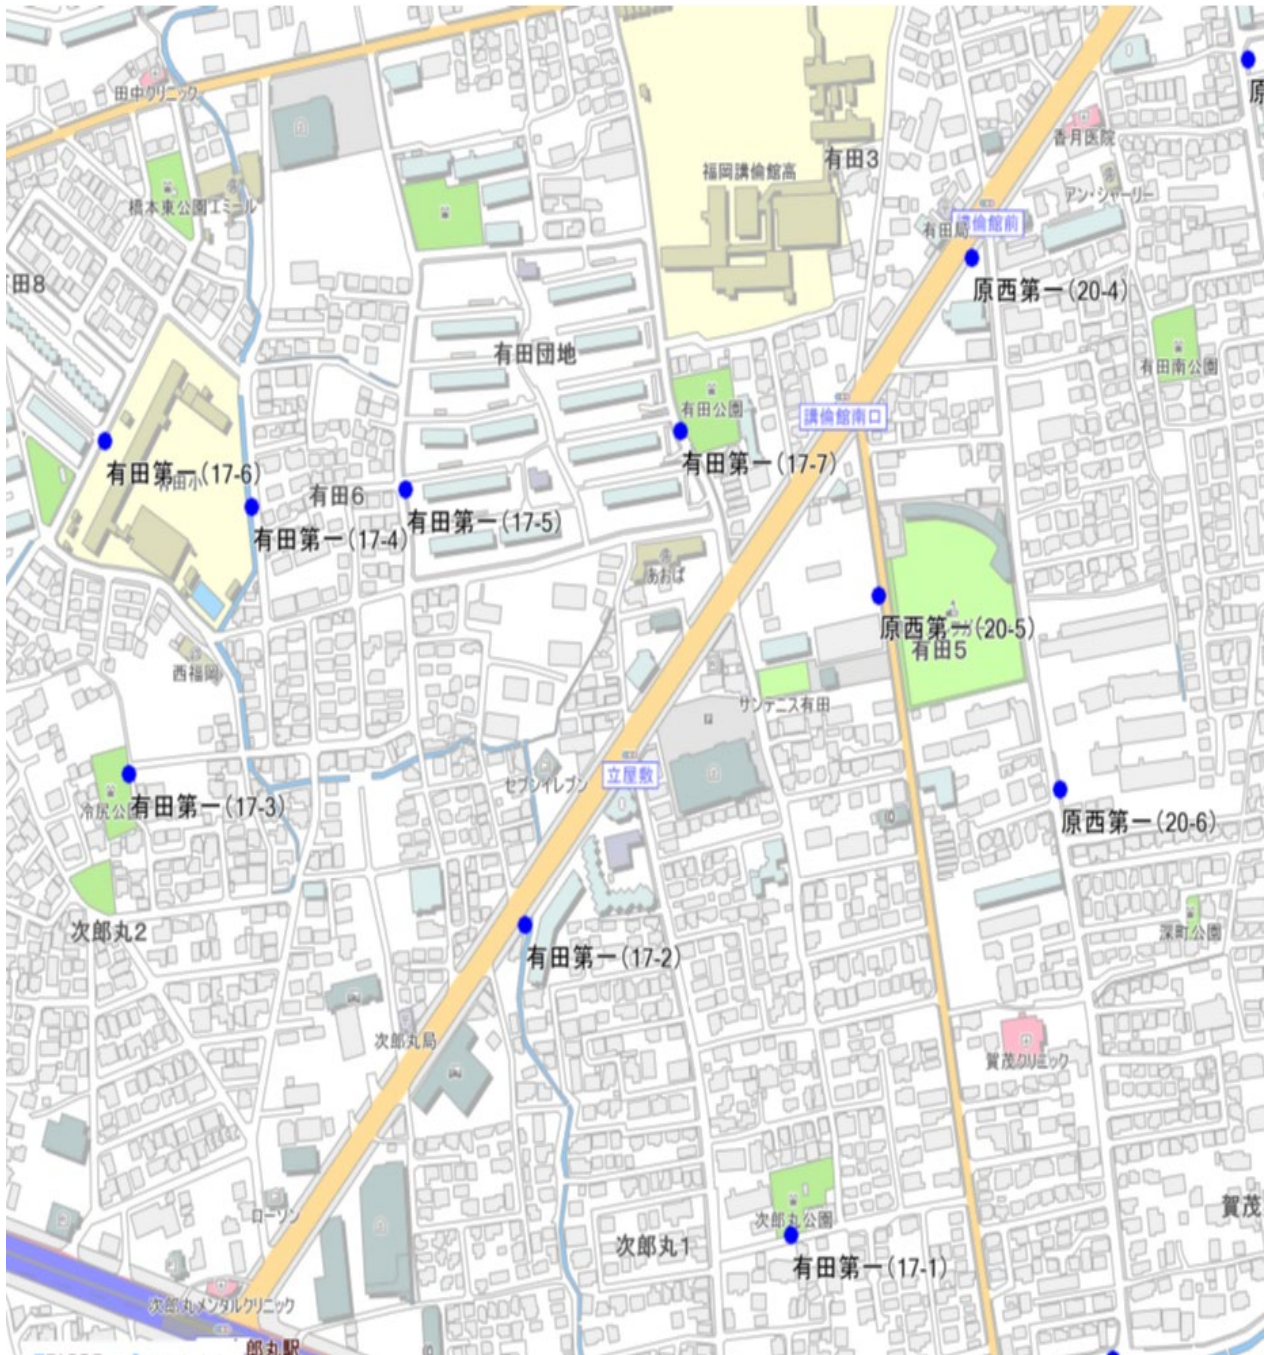 田中クリニック
原
香月医院
有田3
福岡講倫館高
橋本東公園
エミール
アン・シャーリー
有田局
講倫館前
田8
原西第一(20-4)
有田団地
有田南公園
有田公園
講倫館南口
有田第一(17-6)
有田小
有田第一(17-7)
有田6
有田第一(17-5)
有田第一(17-4)
あおば
原西第一(20-5)
有田5
西福岡
サンテニス有田
立屋敷
セブンイレブン
有田第一(17-3)
原西第一(20-6)
次郎丸2
深町公園
有田第一(17-2)
次郎丸局
賀茂クリニック
賀茂
ローソン
次郎丸公園
次郎丸1
有田第一(17-1)
次郎丸メンタルクリニック
郎丸駅